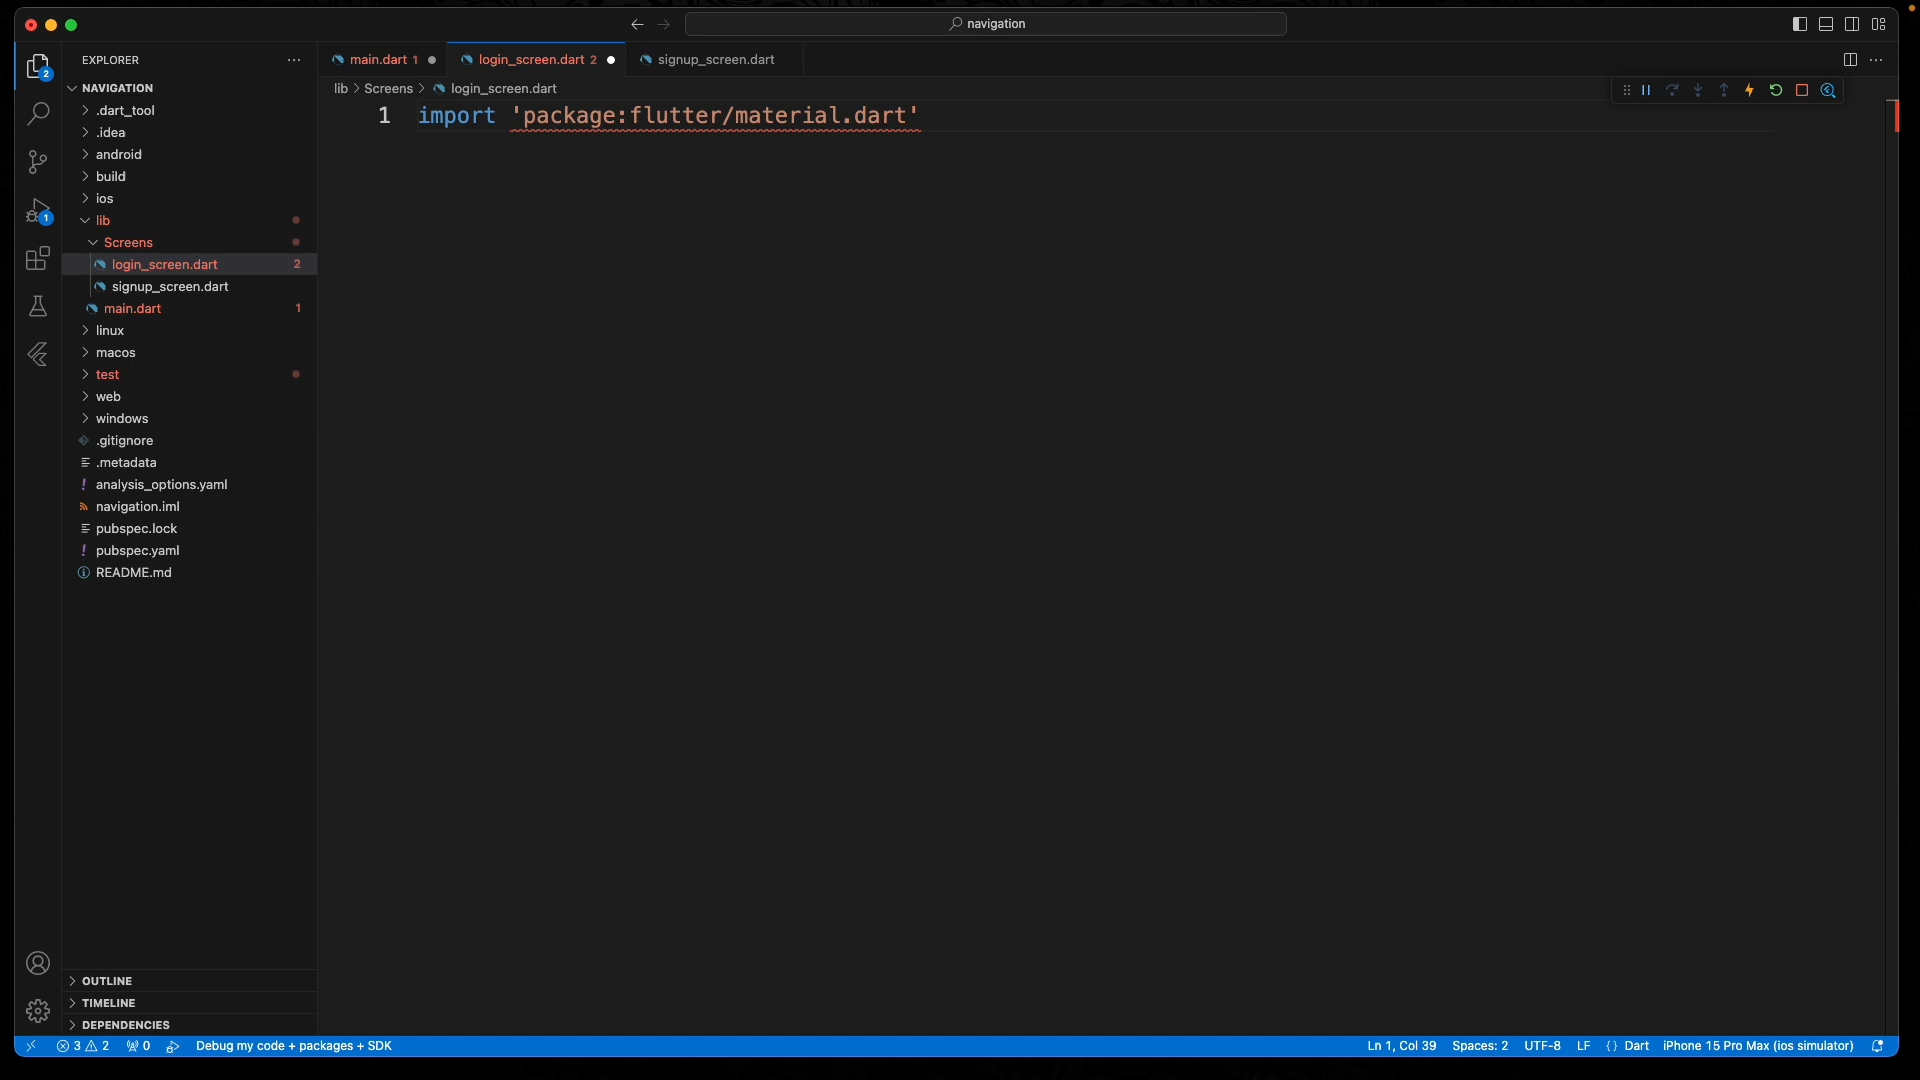 navigation
EXPLORER
NAVIGATION
.dart_tool
.idea
android
build
ios
lib
Screens
login_screen.dart 2
signup_screen.dart
main.dart 1
linux
macos
test
web
windows
.gitignore
.metadata
analysis_options.yaml
navigation.iml
pubspec.lock
pubspec.yaml
README.md
OUTLINE
TIMELINE
DEPENDENCIES
2
1
main.dart 1
login_screen.dart 2
signup_screen.dart
lib > Screens > login_screen.dart
1 import 'package:flutter/material.dart'
3 2 0 Debug my code + packages + SDK
Ln 1, Col 39 Spaces: 2 UTF-8 LF {} Dart iPhone 15 Pro Max (ios simulator)